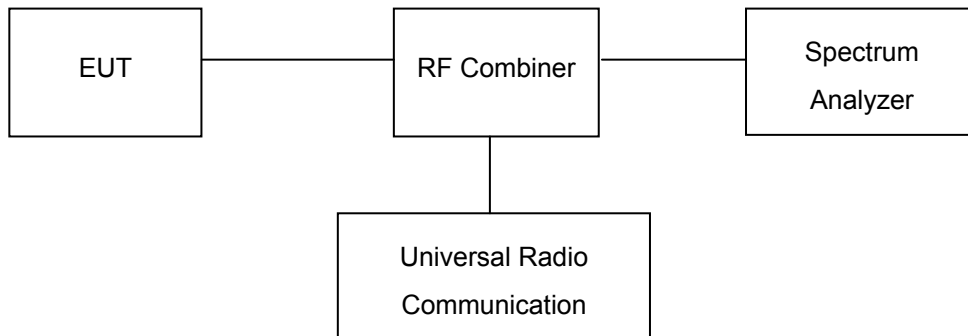 EUT
RF Combiner
Spectrum
Analyzer
Universal Radio
Communication